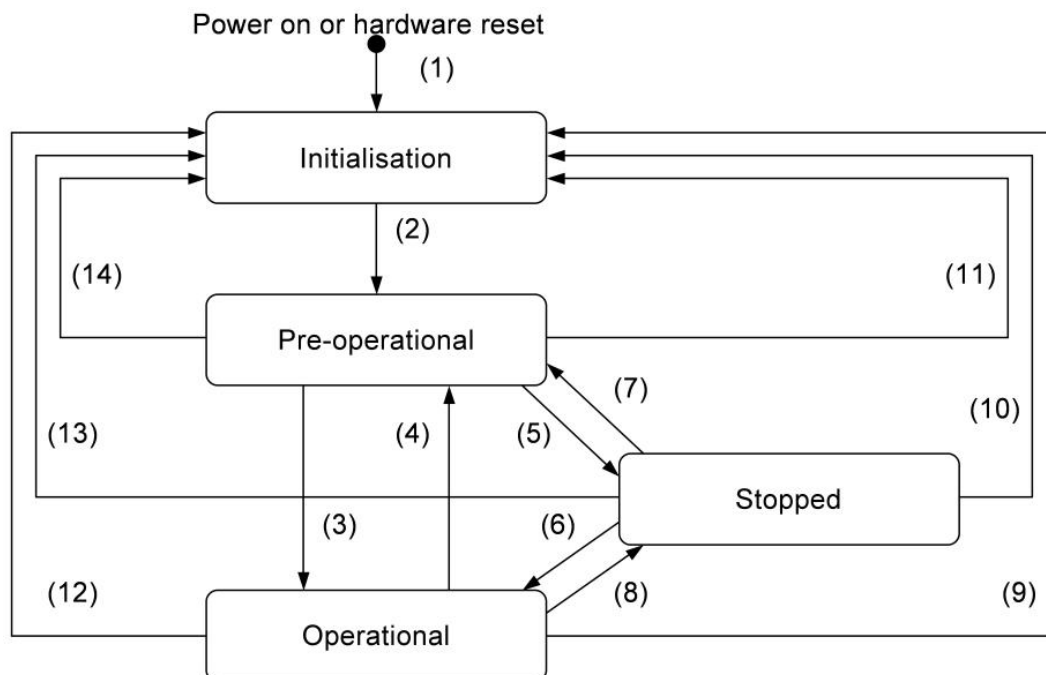 Power on or hardware reset
(1)
Initialisation
(2)
(14)
(11)
Pre-operational
(7)
(13)
(4)
(5)
(10)
Stopped
(3)
(6)
(12)
(8)
(9)
Operational